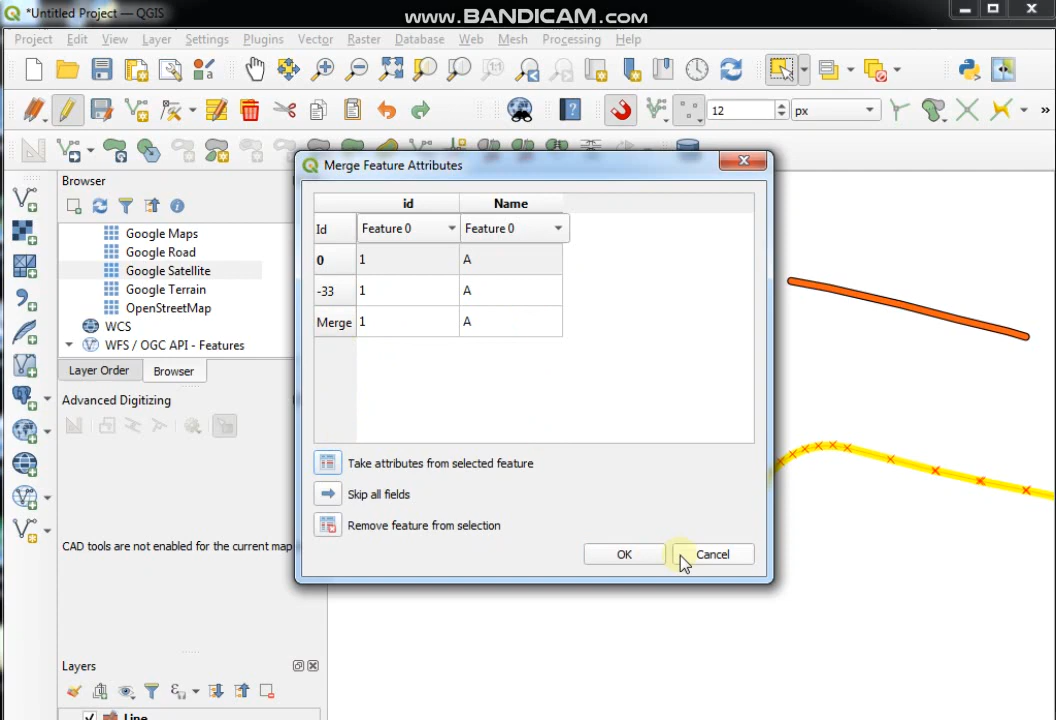 *Untitled Project — QGIS
www.BANDICAM.com
Project Edit View Layer Settings Plugins Vector Raster Database Web Mesh Processing Help
1:1
12 px »
Merge Feature Attributes
Browser
id Name
Google Maps
Id Feature 0 Feature 0
Google Road
0 1 A
Google Satellite
Google Terrain
-33 1 A
OpenStreetMap
Merge 1 A
WCS
WFS / OGC API - Features
Layer Order Browser
Advanced Digitizing
Take attributes from selected feature
Skip all fields
Remove feature from selection
CAD tools are not enabled for the current map
OK Cancel
Layers
Line